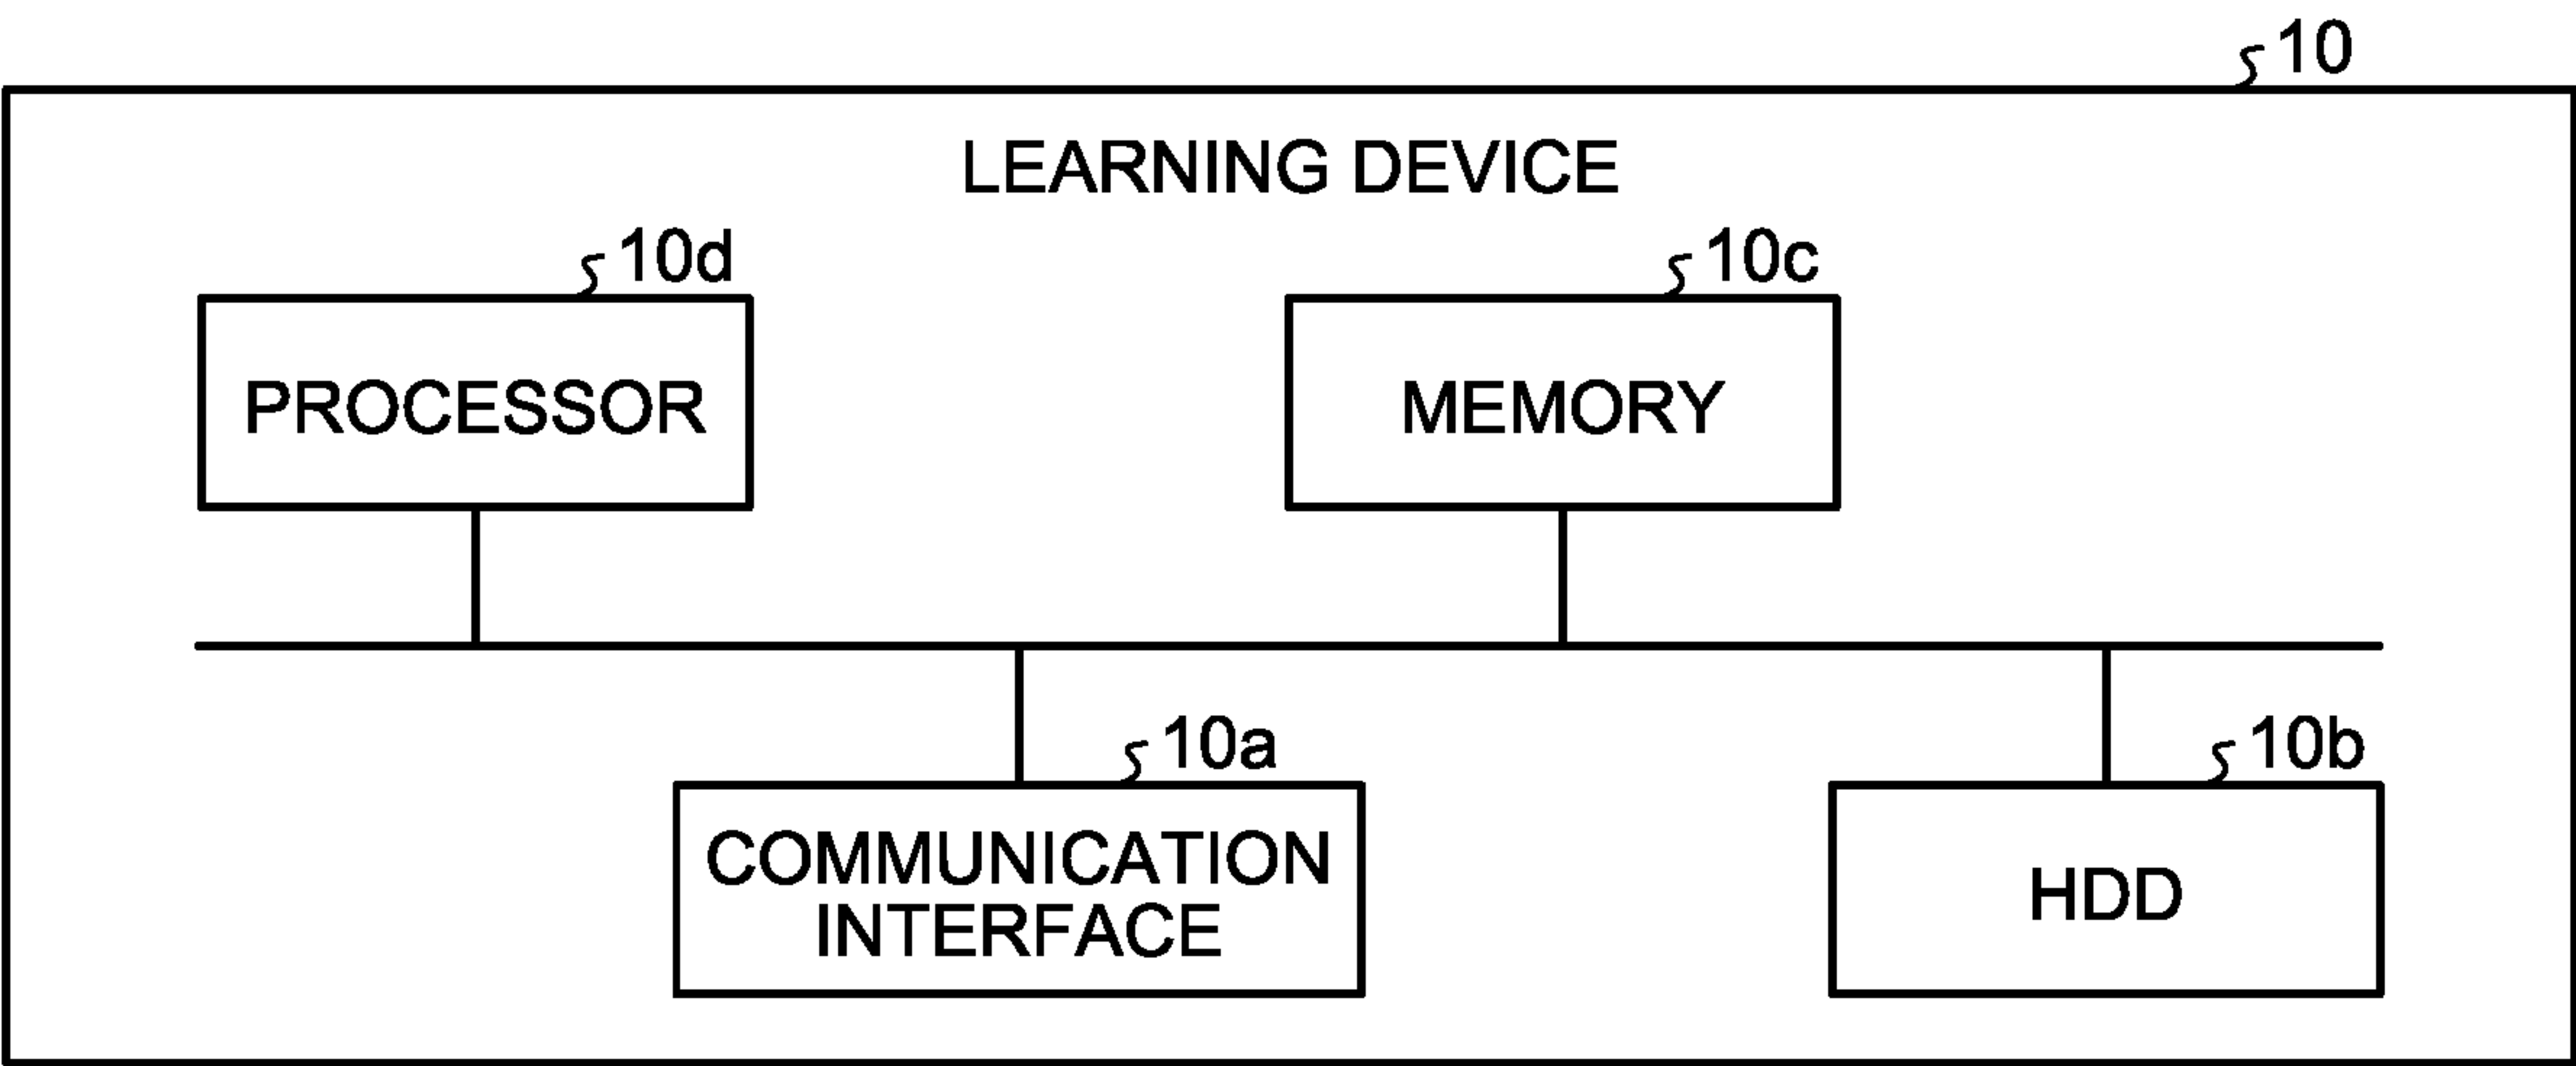 10
LEARNING DEVICE
10d
10c
PROCESSOR
MEMORY
10a
10b
COMMUNICATION
INTERFACE
HDD